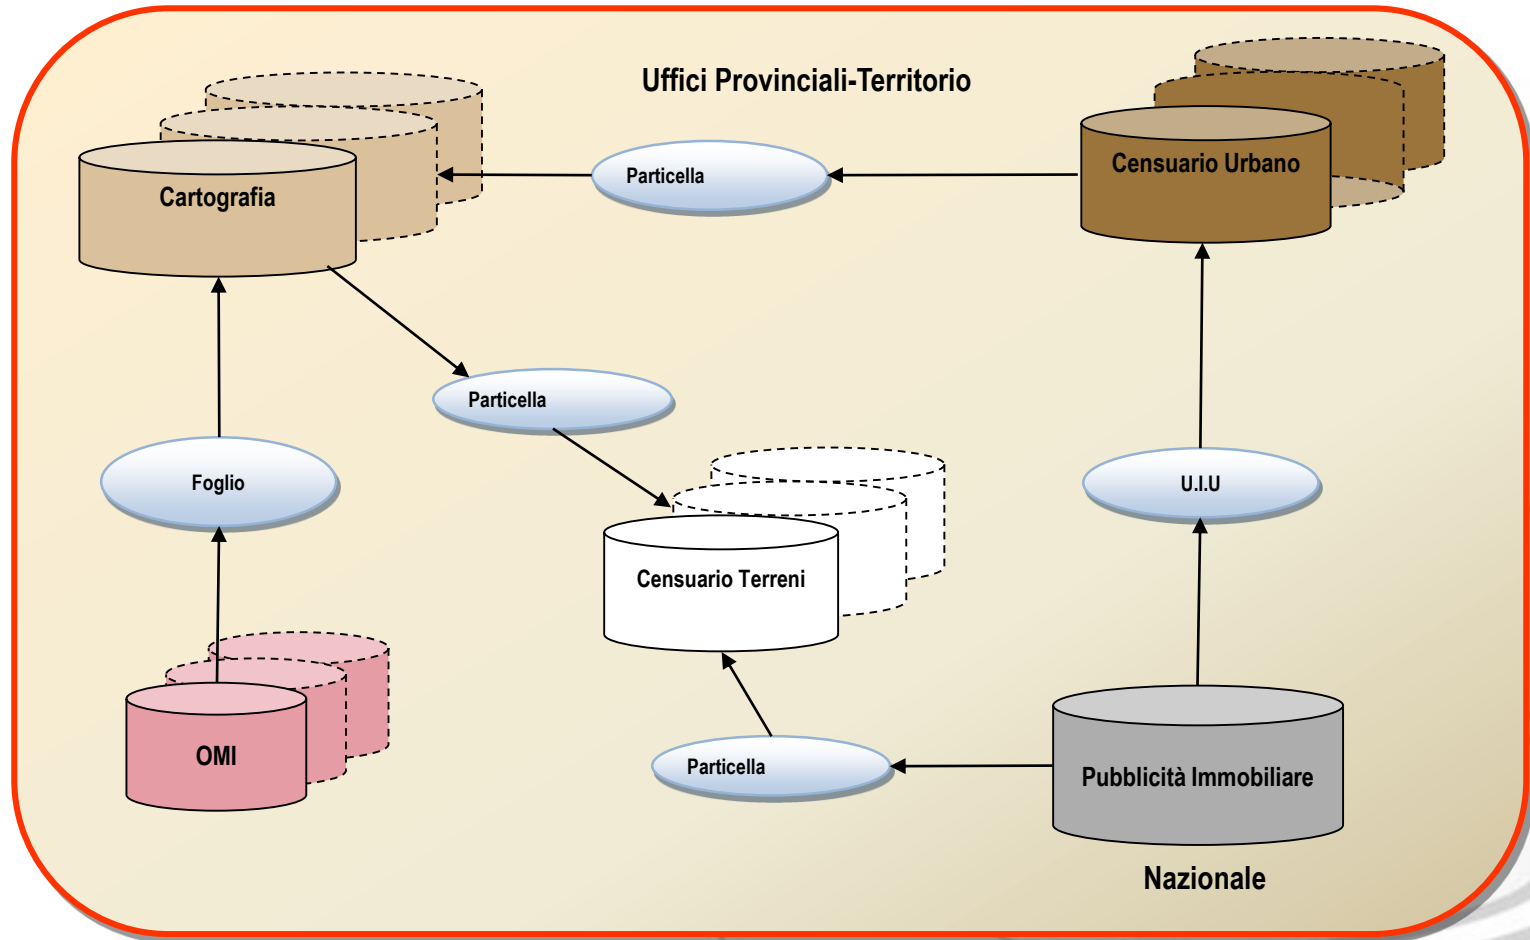 Uffici Provinciali-Territorio
Cartografia
Particella
Censuario Urbano
Particella
Foglio
U.I.U
Censuario Terreni
OMI
Particella
Pubblicità Immobiliare
Nazionale